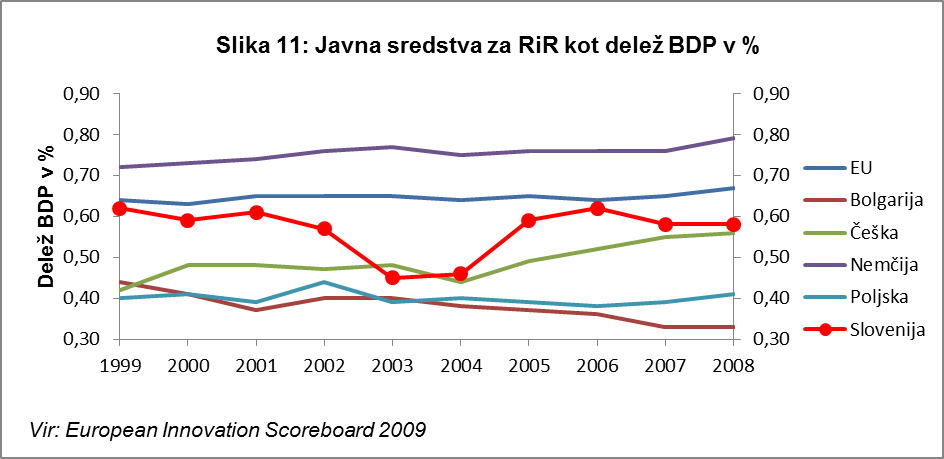 Slika 11: Javna sredstva za RiR kot delež BDP v %
Delež BDP v %
0,90
0,80
0,70
0,60
0,50
0,40
0,30
0,90
0,80
0,70
0,60
0,50
0,40
0,30
1999 2000 2001 2002 2003 2004 2005 2006 2007 2008
EU
Bolgarija
Češka
Nemčija
Poljska
Slovenija
Vir: European Innovation Scoreboard 2009